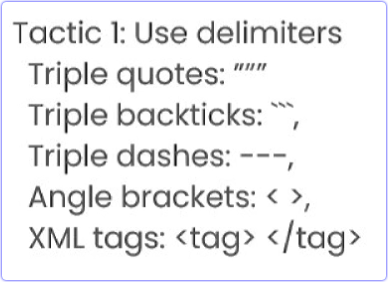 Tactic 1: Use delimiters
Triple quotes: """
Triple backticks: ```,
Triple dashes: ---,
Angle brackets: < >,
XML tags: <tag> </tag>